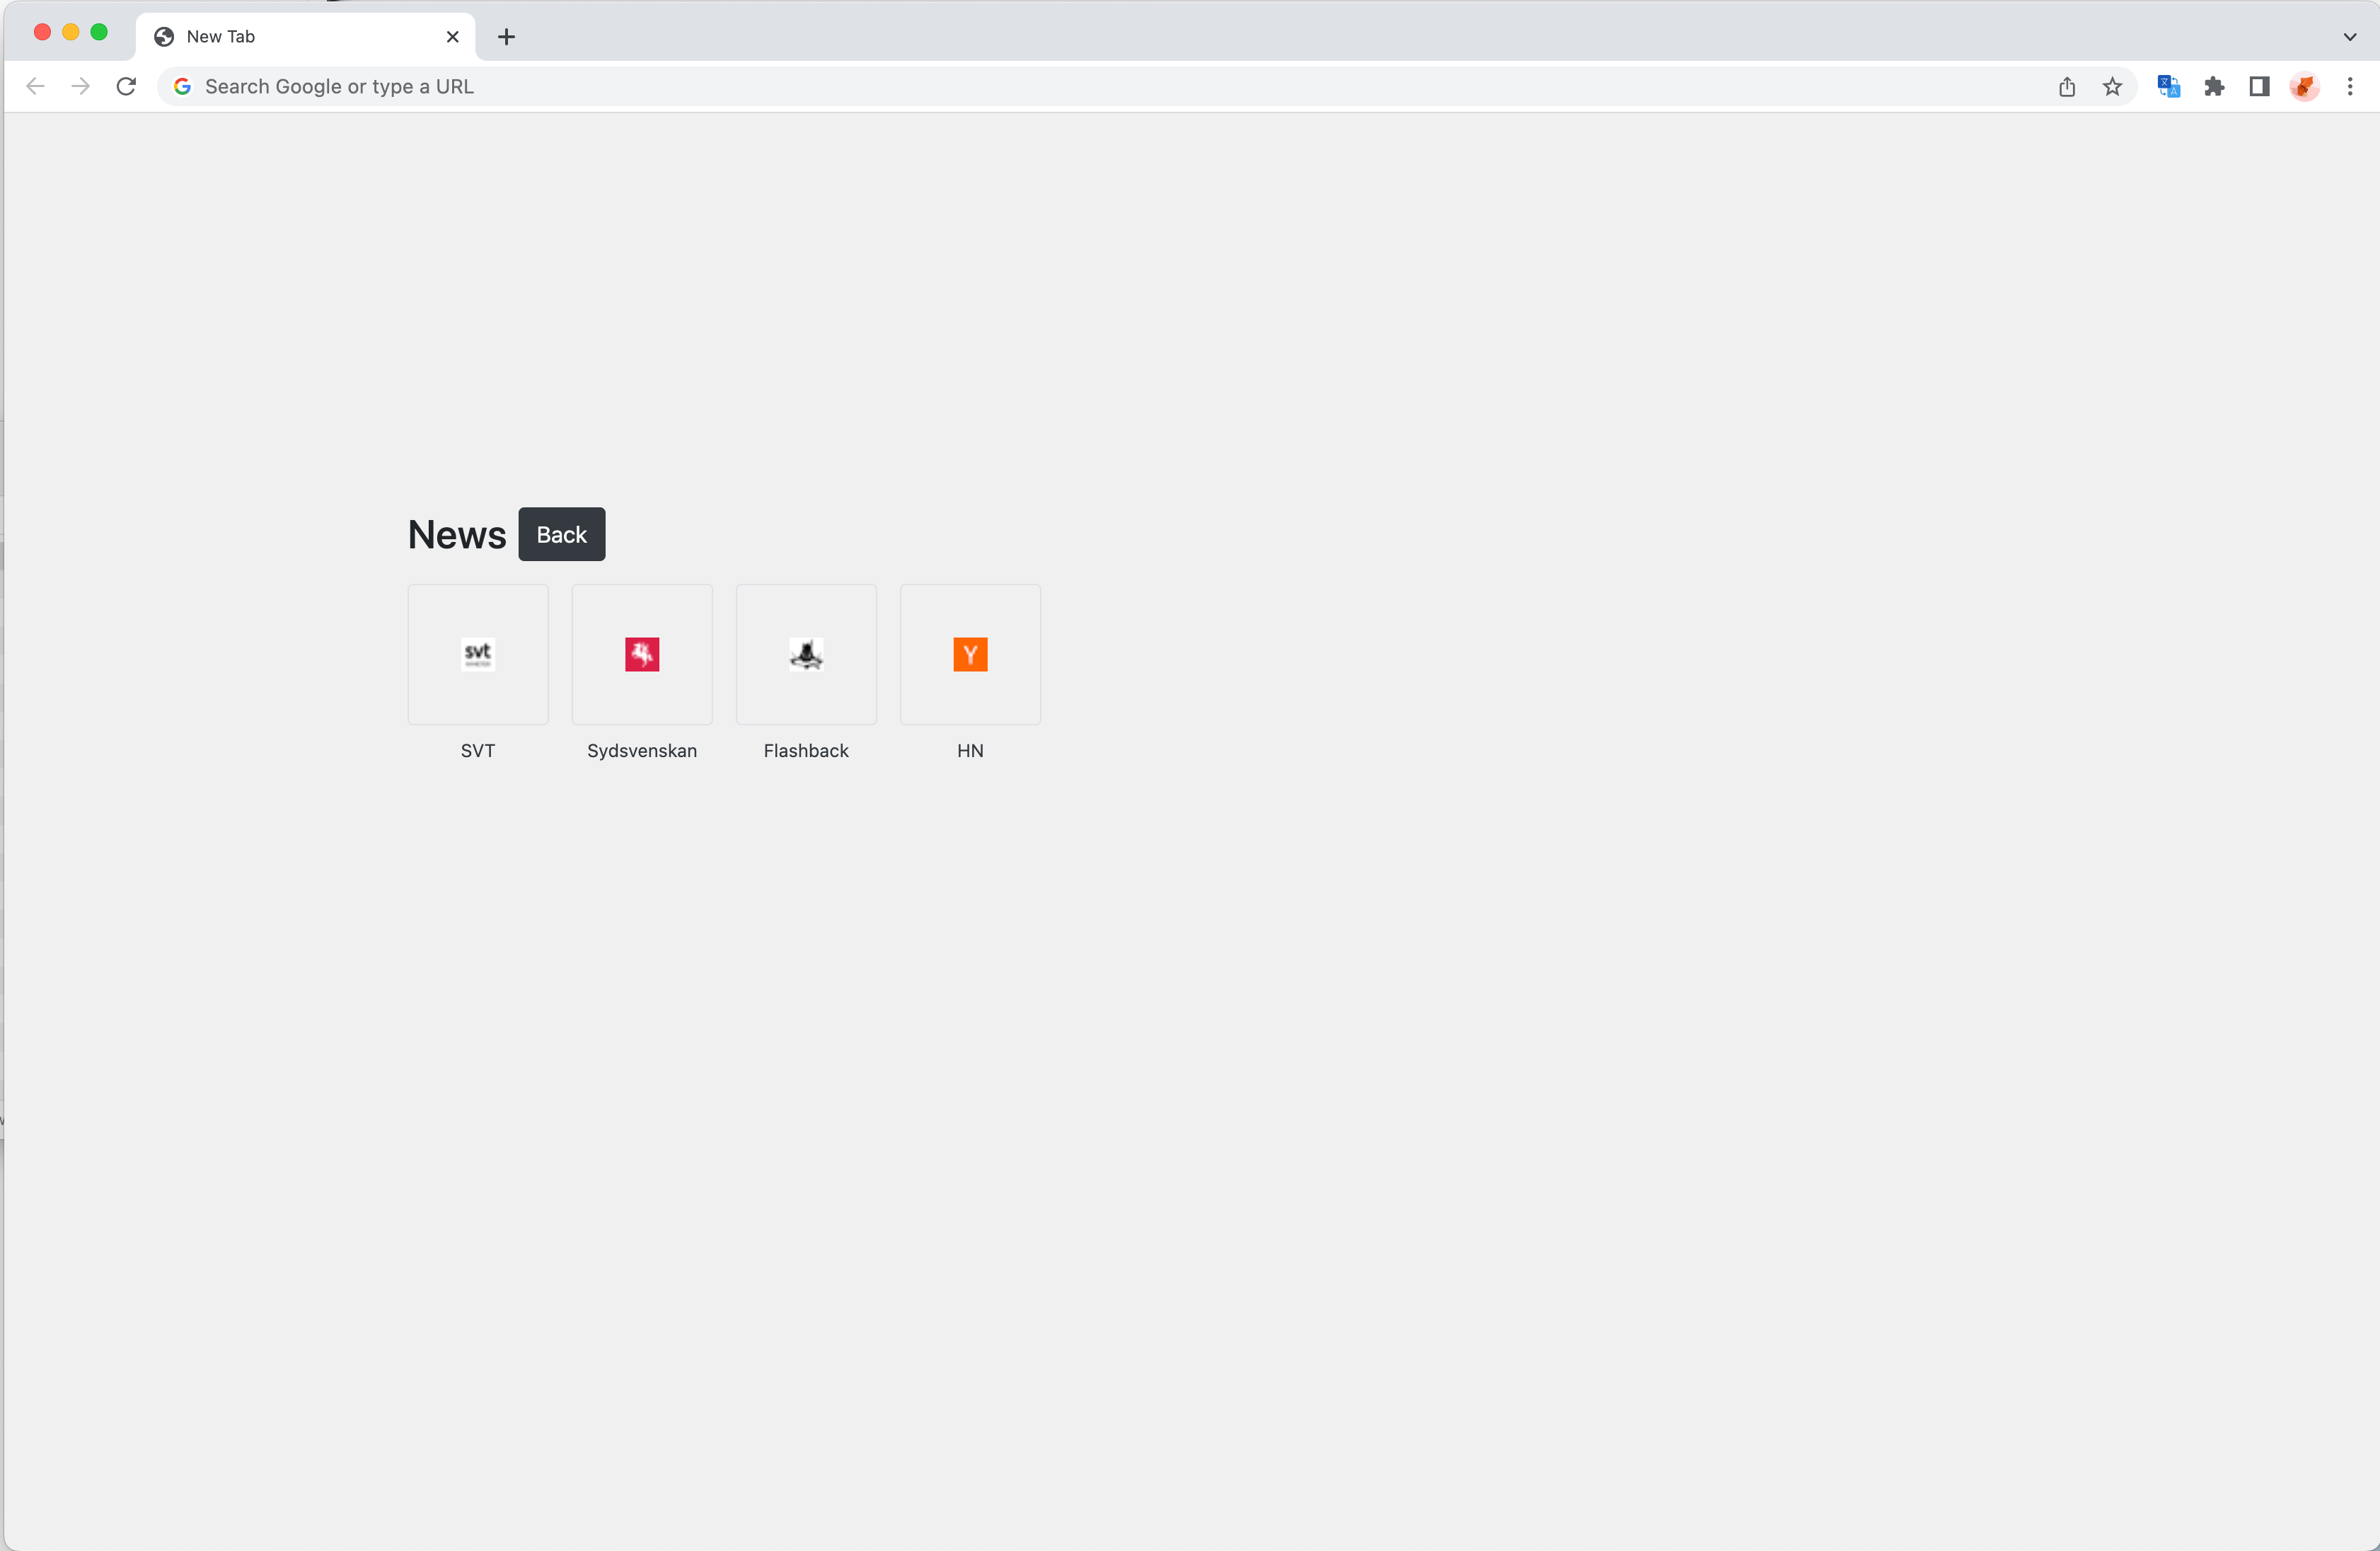 New Tab
Search Google or type a URL
News Back
svt
Y
SVT Sydsvenskan Flashback HN